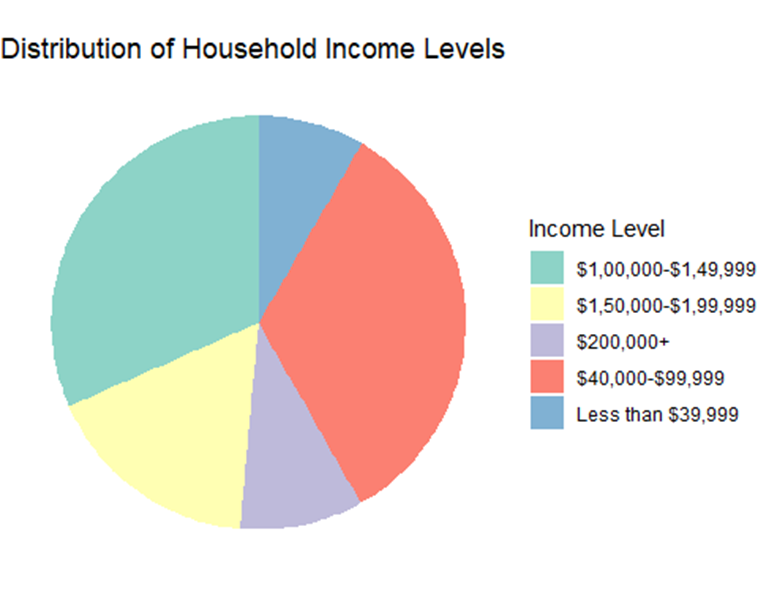 Distribution of Household Income Levels
Income Level
$1,00,000-$1,49,999
$1,50,000-$1,99,999
$200,000+
$40,000-$99,999
Less than $39,999